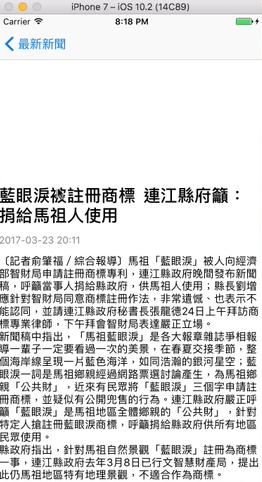 iPhone 7 – iOS 10.2 (14C89)
Carrier
8:18 PM
最新新聞
藍眼淚被註冊商標 連江縣府籲：
捐給馬祖人使用
2017-03-23 20:11
〔記者俞肇福／綜合報導〕馬祖「藍眼淚」被人向經濟
部智財局申請註冊商標專利，連江縣政府晚間發布新聞
稿，呼籲當事人捐給縣政府，供馬祖人使用；縣長劉增
應針對智財局同意商標註冊作法，非常遺憾、也表示不
能認同，並請連江縣政府秘書長張龍德24日上午拜訪商
標專業律師，下午拜會智財局表達嚴正立場。
新聞稿中指出，「馬祖藍眼淚」是各大報章雜誌爭相報
導一輩子一定要看過一次的美景，在春夏交接季節，整
個海岸線呈現一片藍色海洋，如同浩瀚的銀河星空；藍
眼淚一詞是馬祖鄉親經過網路票選討論產生，為馬祖鄉
親「公共財」，近來有民眾將「藍眼淚」三個字申請註
冊商標，並疑似有公開兜售的行為。連江縣政府嚴正呼
籲「藍眼淚」是馬祖地區全體鄉親的「公共財」，針對
特定人搶註冊藍眼淚商標，呼籲捐給縣政府供所有地區
民眾使用。
縣政府指出，針對馬祖自然景觀「藍眼淚」註冊為商標
一事，連江縣政府去年3月8日已行文智慧財產局，提出
此仍馬祖地區特有地理景觀，不適合作為商標。